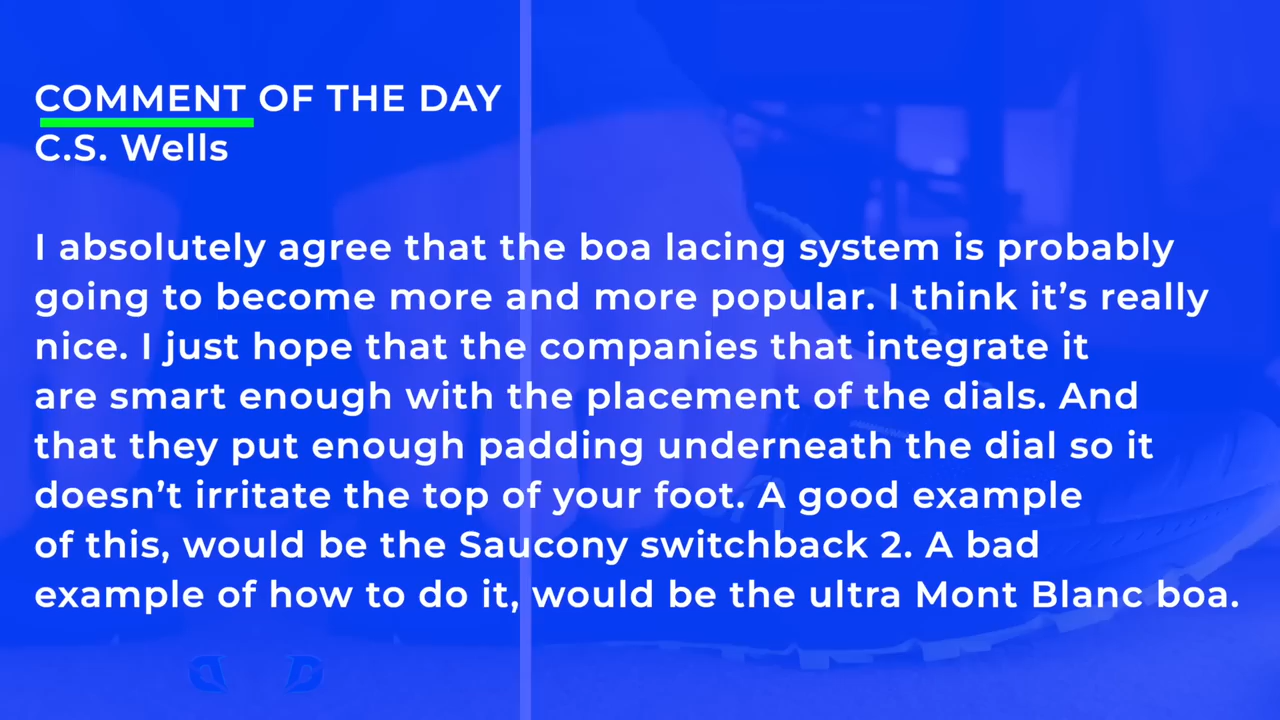 COMMENT OF THE DAY
C.S. Wells
I absolutely agree that the boa lacing system is probably
going to become more and more popular. I think it’s really
nice. I just hope that the companies that integrate it
are smart enough with the placement of the dials. And
that they put enough padding underneath the dial so it
doesn’t irritate the top of your foot. A good example
of this, would be the Saucony switchback 2. A bad
example of how to do it, would be the ultra Mont Blanc boa.